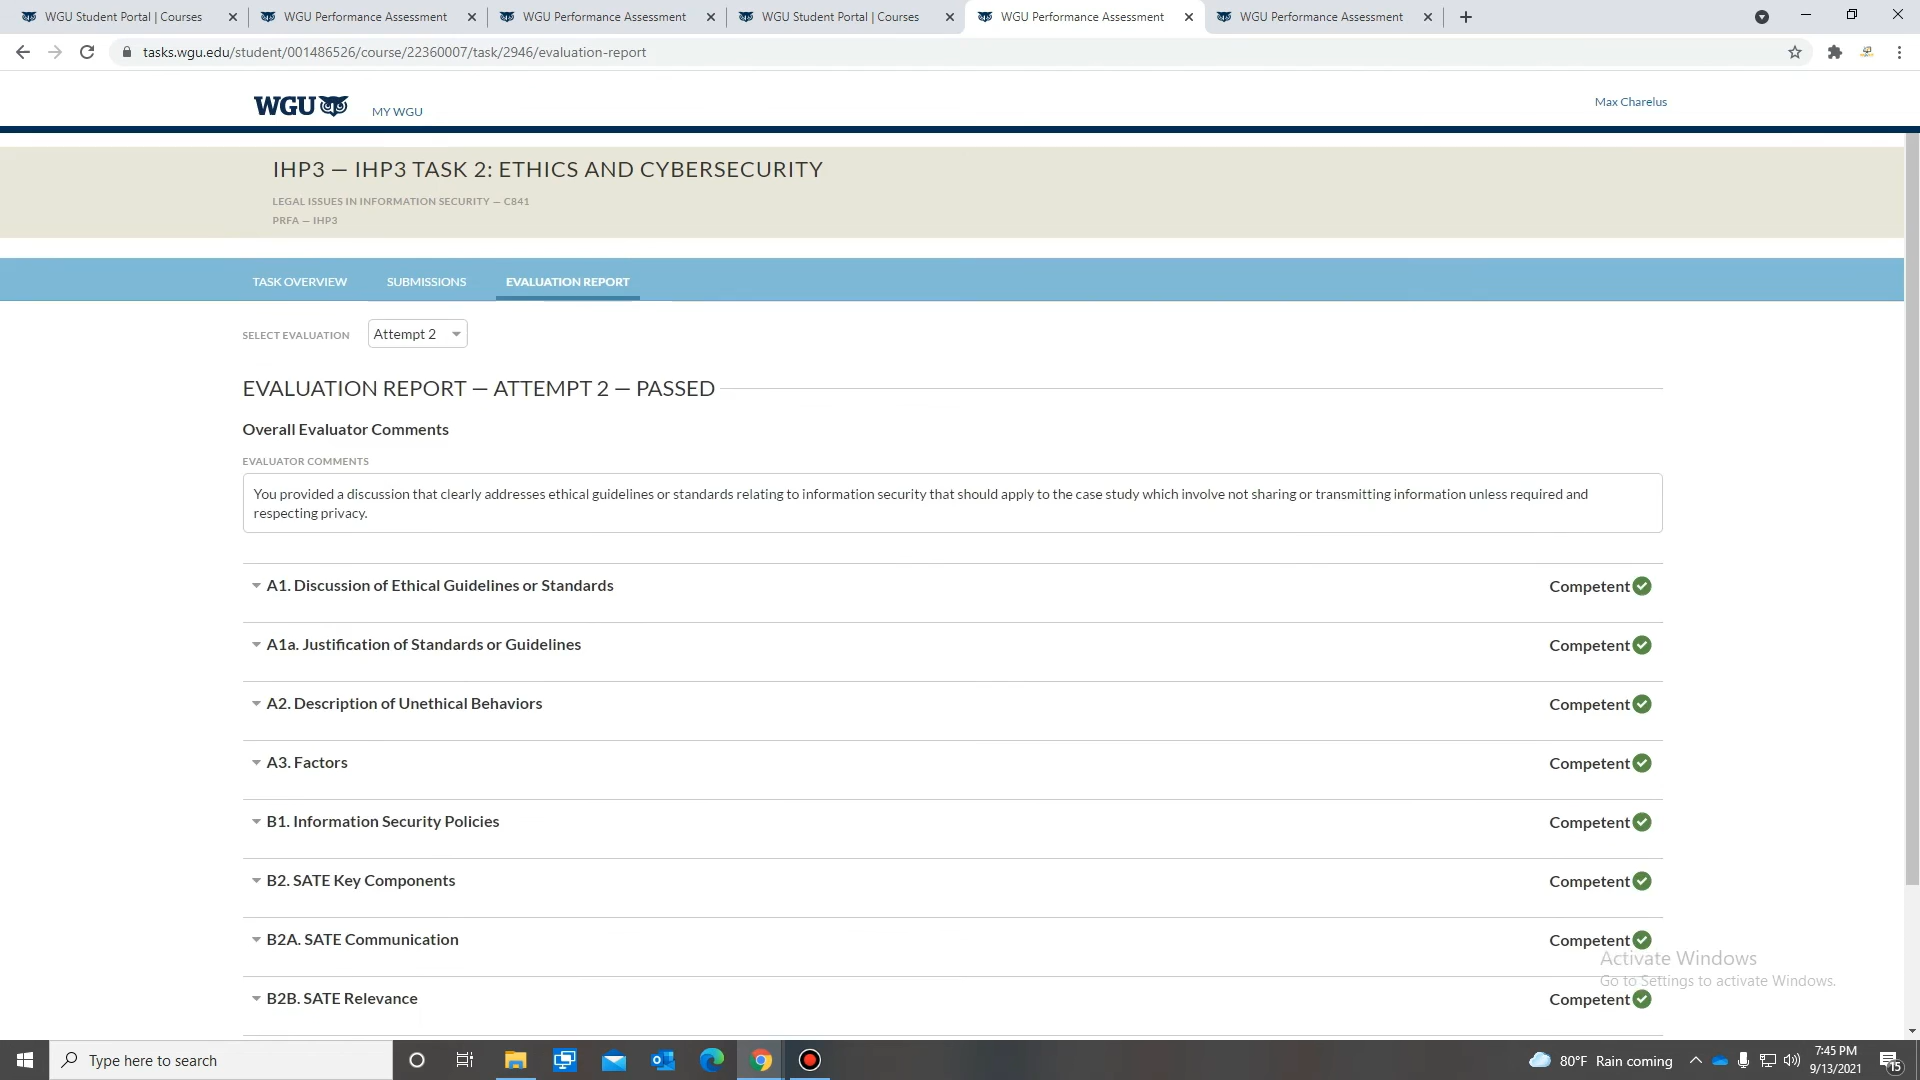 WGU Student Portal | Courses
WGU Performance Assessment
WGU Performance Assessment
WGU Student Portal | Courses
WGU Performance Assessment
WGU Performance Assessment
tasks.wgu.edu/student/001486526/course/22360007/task/2946/evaluation-report
WGU
MY WGU
Max Charelus
IHP3 — IHP3 TASK 2: ETHICS AND CYBERSECURITY
LEGAL ISSUES IN INFORMATION SECURITY — C841
PRFA — IHP3
TASK OVERVIEW
SUBMISSIONS
EVALUATION REPORT
SELECT EVALUATION
Attempt 2
EVALUATION REPORT — ATTEMPT 2 — PASSED
Overall Evaluator Comments
EVALUATOR COMMENTS
You provided a discussion that clearly addresses ethical guidelines or standards relating to information security that should apply to the case study which involve not sharing or transmitting information unless required and
respecting privacy.
A1. Discussion of Ethical Guidelines or Standards
Competent
A1a. Justification of Standards or Guidelines
Competent
A2. Description of Unethical Behaviors
Competent
A3. Factors
Competent
B1. Information Security Policies
Competent
B2. SATE Key Components
Competent
B2A. SATE Communication
Competent
B2B. SATE Relevance
Competent
Activate Windows
Go to Settings to activate Windows.
Type here to search
80°F Rain coming
7:45 PM
9/13/2021
15